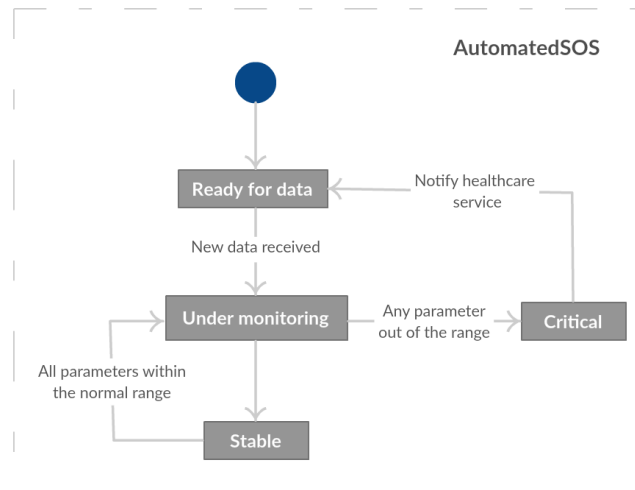 AutomatedSOS
Ready for data
Notify healthcare
service
New data received
Under monitoring
Any parameter
out of the range
Critical
All parameters within
the normal range
Stable